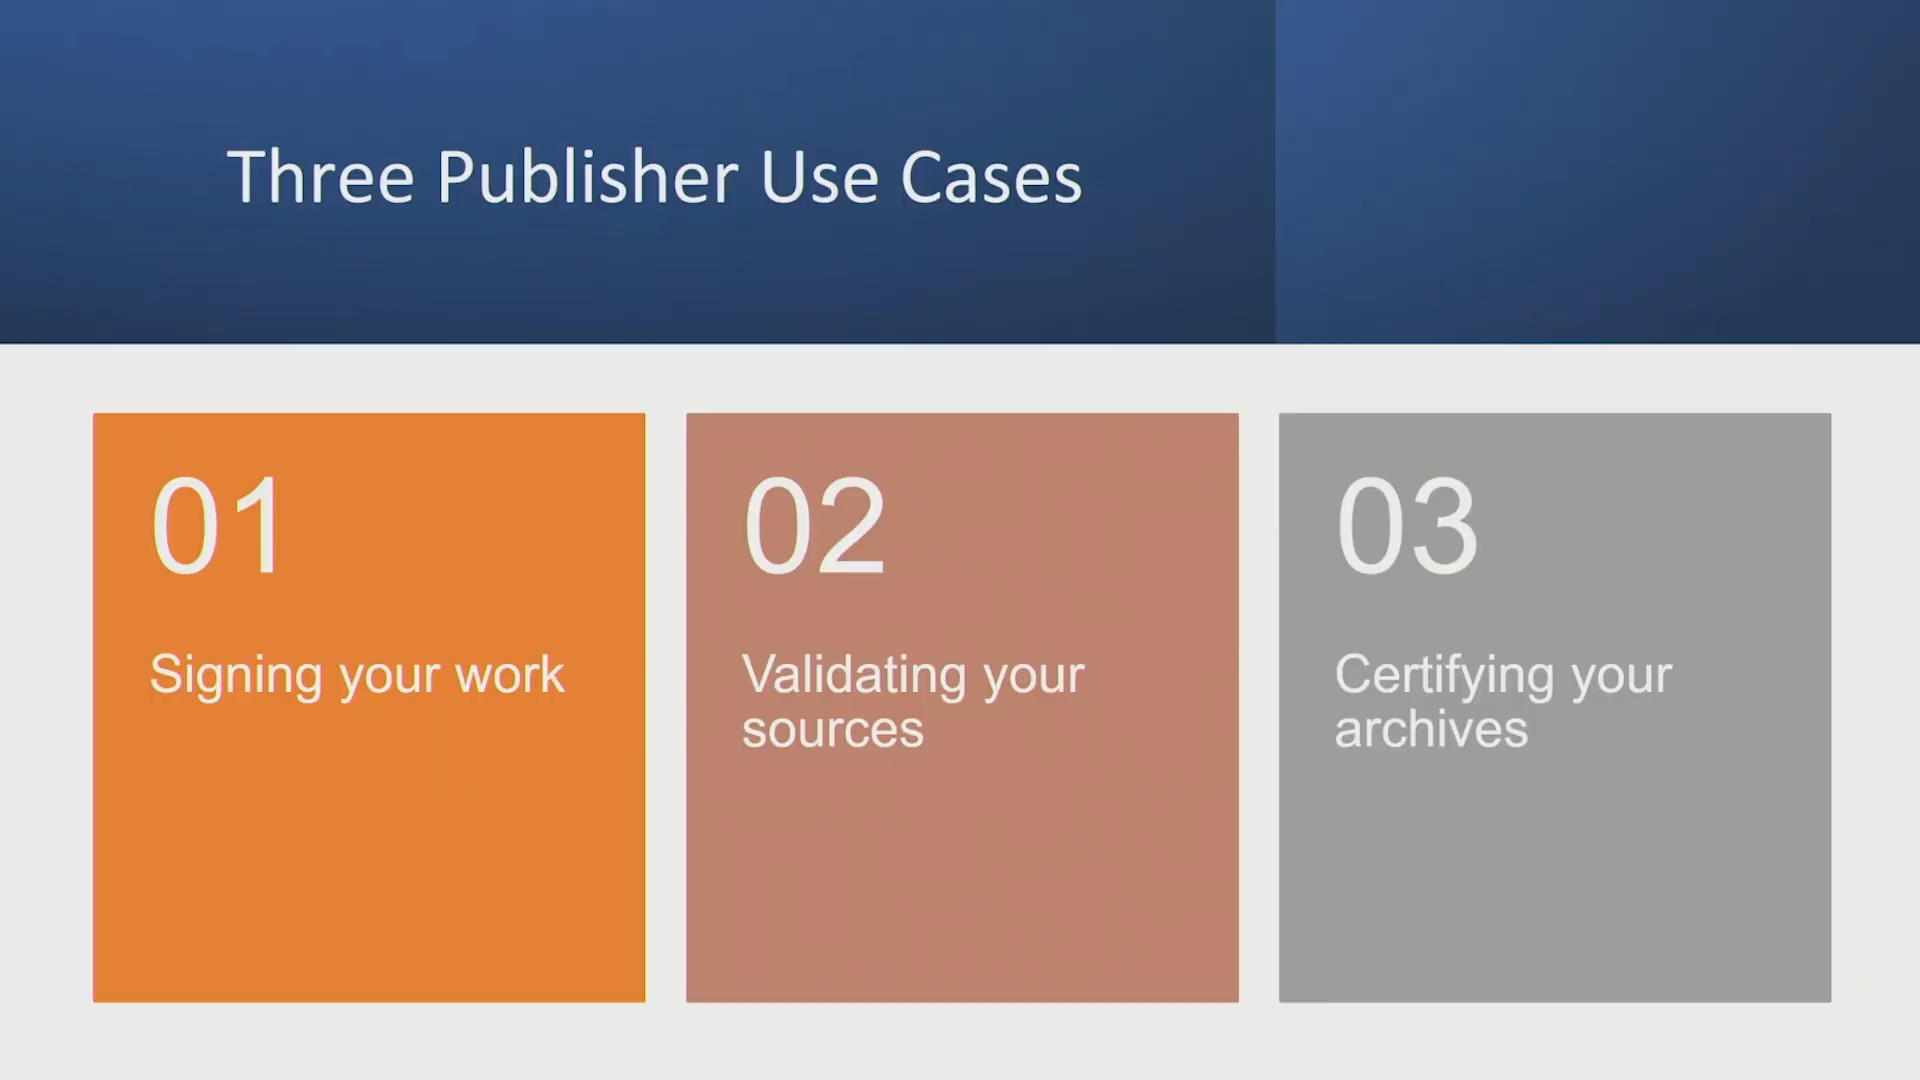 Three Publisher Use Cases
01
Signing your work
02
Validating your
sources
03
Certifying your
archives